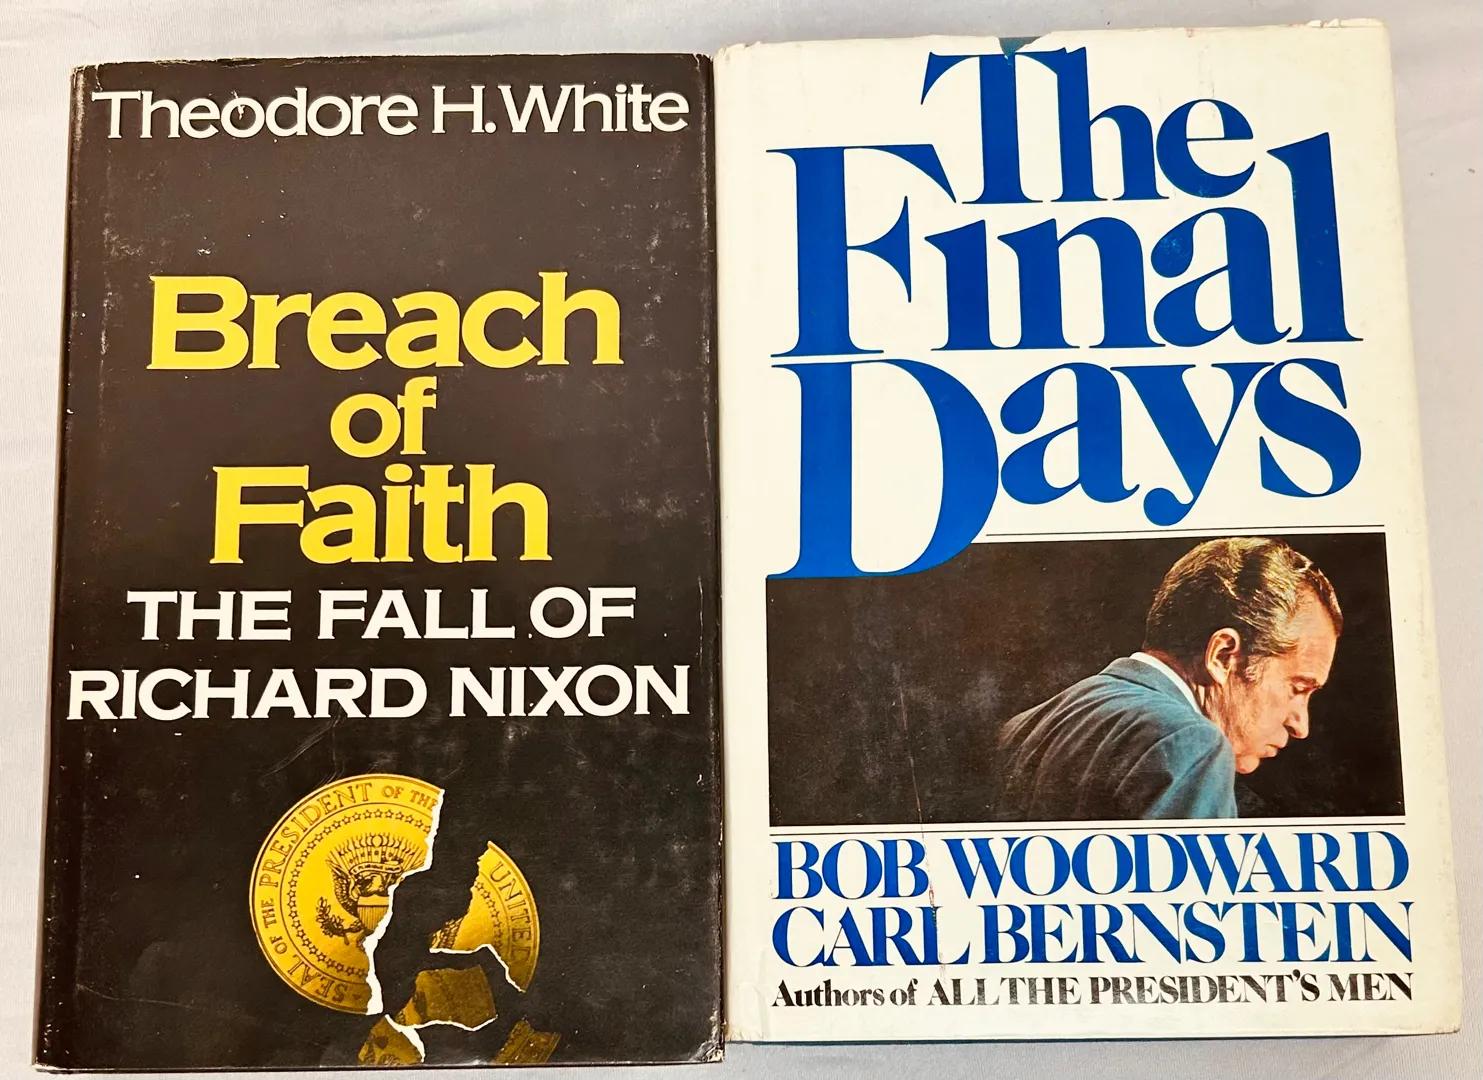 Theodore H. White
Breach
of
Faith
THE FALL OF
RICHARD NIXON
SEAL OF THE PRESIDENT OF THE
UNITED
The
Final
Days
BOB WOODWARD
CARL BERNSTEIN
Authors of ALL THE PRESIDENT'S MEN